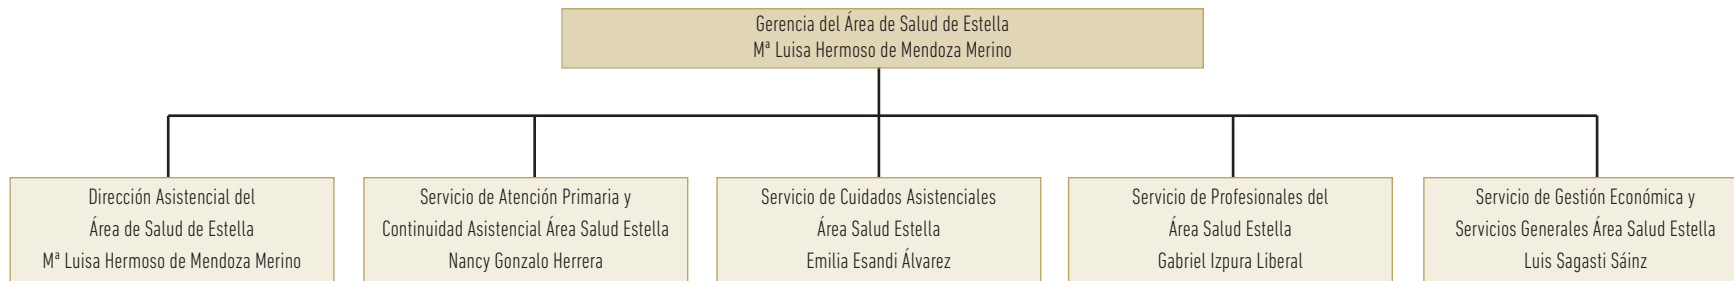 Gerencia del Área de Salud de Estella
Mª Luisa Hermoso de Mendoza Merino
Dirección Asistencial del
Área de Salud de Estella
Mª Luisa Hermoso de Mendoza Merino
Servicio de Atención Primaria y
Continuidad Asistencial Área Salud Estella
Nancy Gonzalo Herrera
Servicio de Cuidados Asistenciales
Área Salud Estella
Emilia Esandi Álvarez
Servicio de Profesionales del
Área Salud Estella
Gabriel Izpura Liberal
Servicio de Gestión Económica y
Servicios Generales Área Salud Estella
Luis Sagasti Sáinz